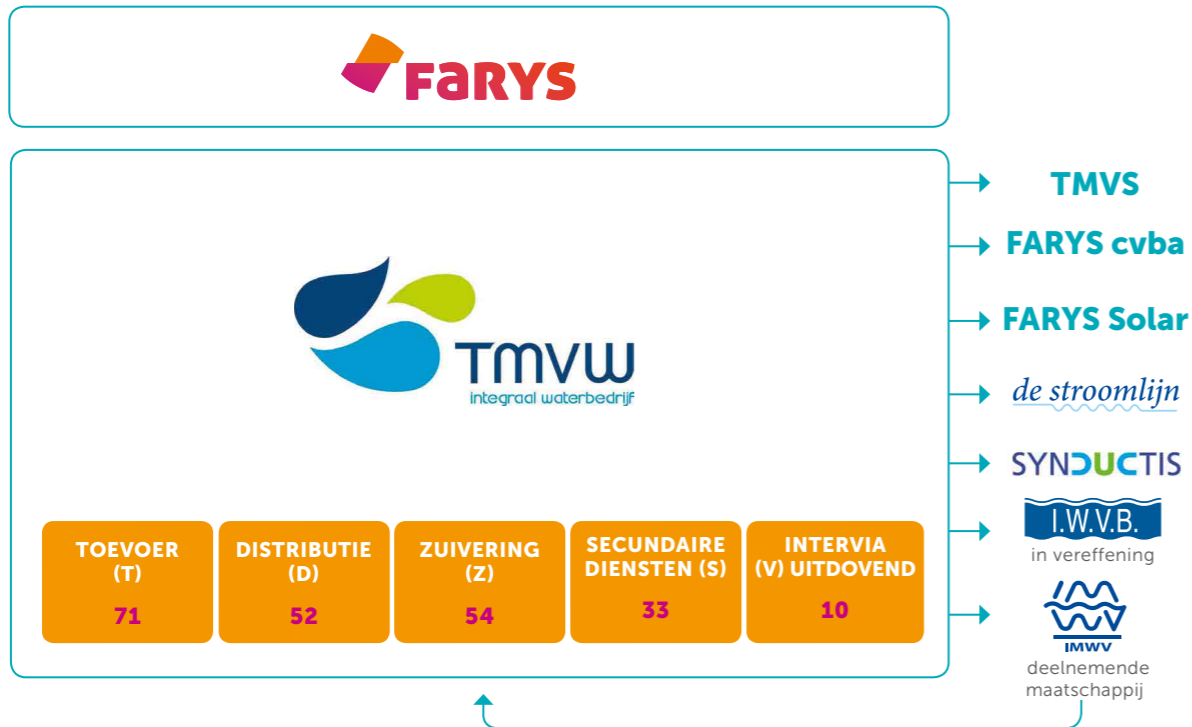 FARYS
TMVW
integraal waterbedrijf
TOEVOER
(T)
71
DISTRIBUTIE
(D)
52
ZUIVERING
(Z)
54
SECUNDAIRE
DIENSTEN (S)
33
INTERVIA
(V) UITDOVEND
10
TMVS
FARYS cvba
FARYS Solar
de stroomlijn
SYNDUCTIS
I.W.V.B.
in vereffening
IMWV
IMWV
deelnemende
maatschappij